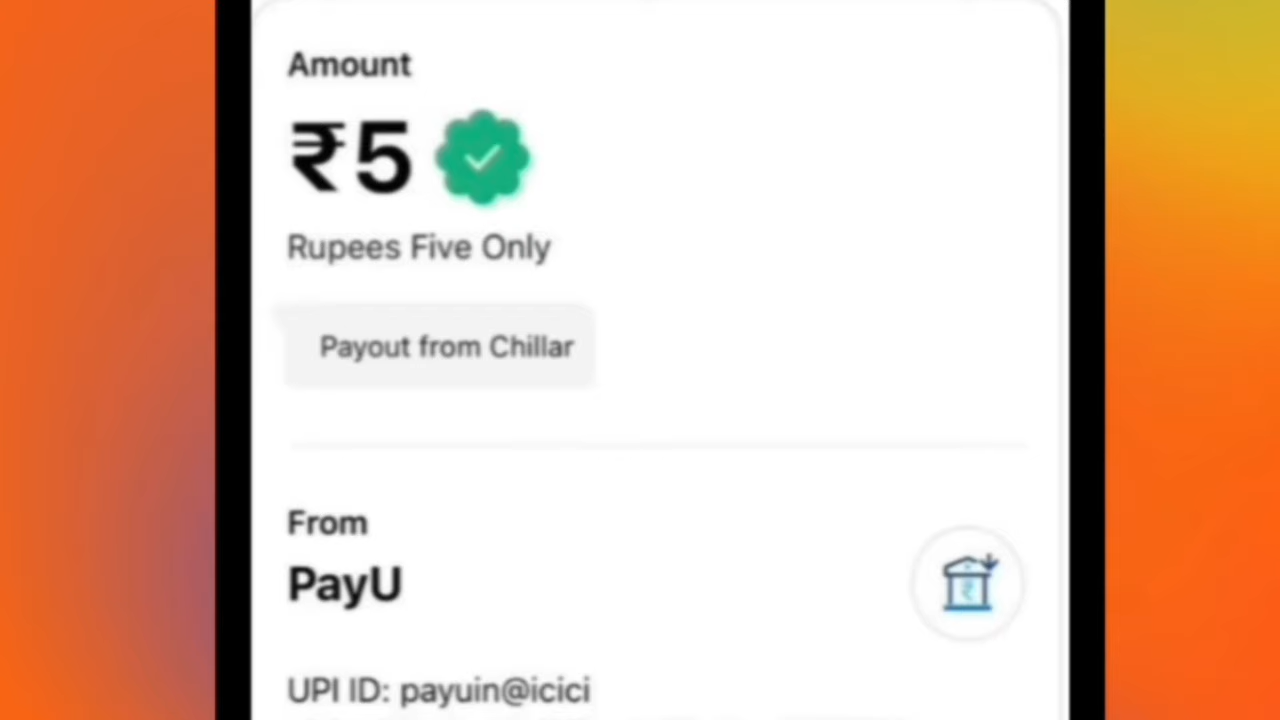 Amount
₹5
Rupees Five Only
Payout from Chillar
From
PayU
UPI ID: payuin@icici